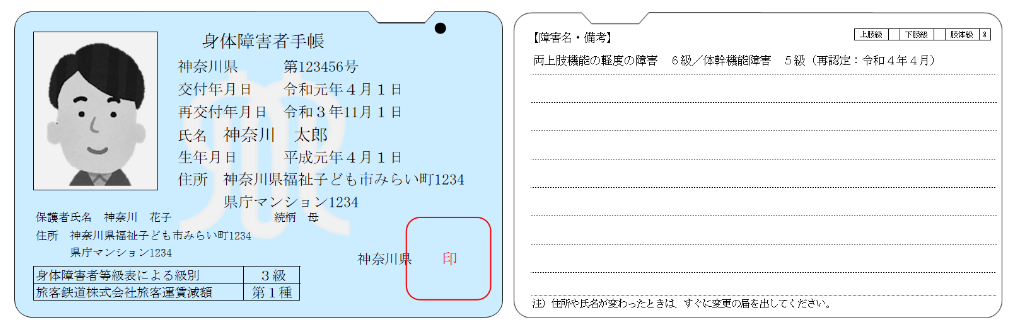 身体障害者手帳
神奈川県　第123456号
交付年月日　令和元年４月１日
再交付年月日　令和３年11月１日
氏名　神奈川　太郎
生年月日　平成元年４月１日
住所　神奈川県福祉子ども市みらい町1234
県庁マンション1234
保護者氏名　神奈川　花子　続柄　母
住所　神奈川県福祉子ども市みらい町1234
県庁マンション1234
神奈川県　印
身体障害者等級表による級別　３級
旅客鉄道株式会社旅客運賃減額　第１種
【障害名・備考】
上肢級　下肢級　肢体級
両上肢機能の軽度の障害　６級／体幹機能障害　５級（再認定：令和４年４月）
注）住所や氏名が変わったときは、すぐに変更の届を出してください。